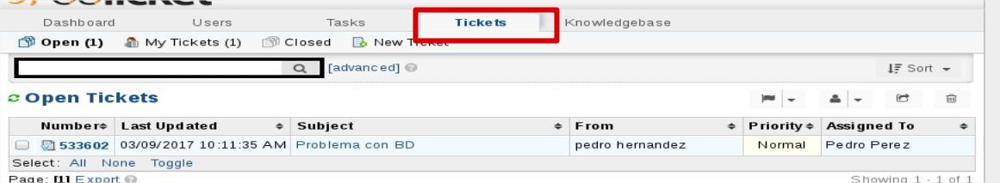 Dashboard Users Tasks Tickets Knowledgebase
Open (1) My Tickets (1) Closed New Ticket
[advanced] Sort
Open Tickets
Number Last Updated Subject From Priority Assigned To
533602 03/09/2017 10:11:35 AM Problema con BD pedro hernandez Normal Pedro Perez
Select: All None Toggle
Page: [1] Export Showing 1 - 1 of 1